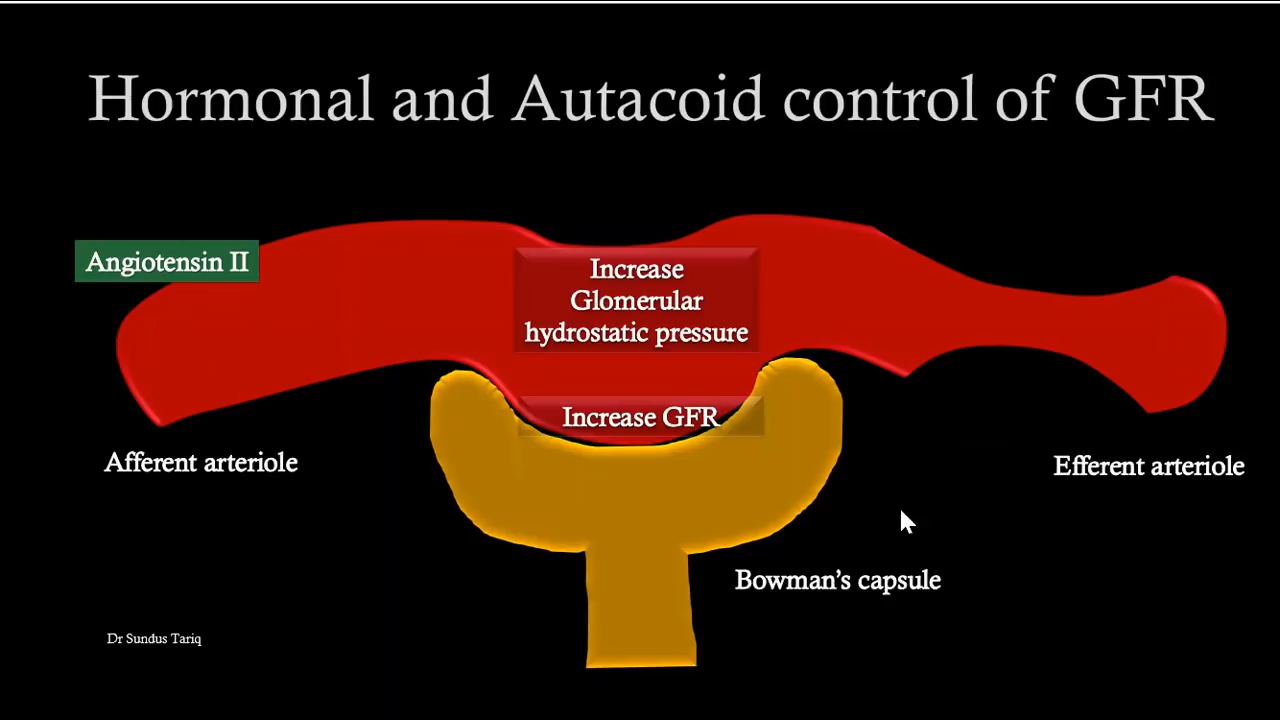 Hormonal and Autacoid control of GFR
Angiotensin II
Increase
Glomerular
hydrostatic pressure
Increase GFR
Afferent arteriole
Efferent arteriole
Bowman’s capsule
Dr Sundus Tariq